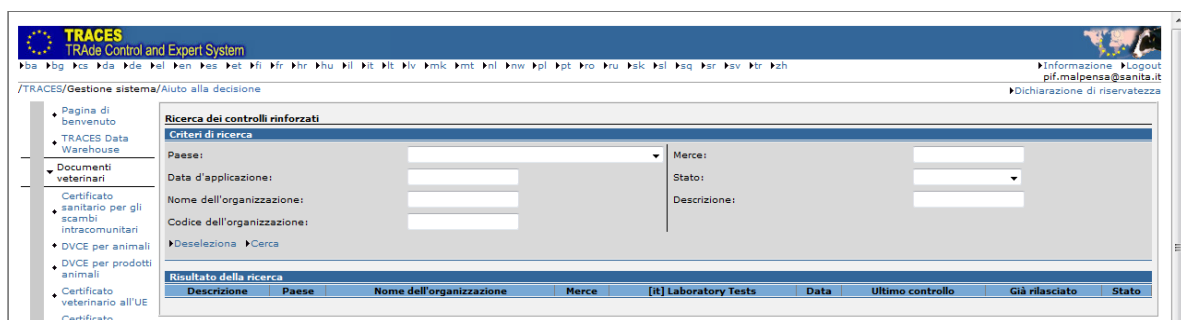 TRACES
TRAde Control and Expert System
ba bg cs da de el en es et fi fr hr hu il it lt lv mk mt nl nw pl pt ro ru sk sl sq sr sv tr zh
Informazione Logout
pif.malpensa@sanita.it
/TRACES/Gestione sistema/Aiuto alla decisione
Dichiarazione di riservatezza
Pagina di
benvenuto
TRACES Data
Warehouse
Documenti
veterinari
Certificato
sanitario per gli
scambi
intracomunitari
DVCE per animali
DVCE per prodotti
animali
Certificato
veterinario all'UE
Certificato
Ricerca dei controlli rinforzati
Criteri di ricerca
Paese:
Merce:
Data d'applicazione:
Stato:
Nome dell'organizzazione:
Descrizione:
Codice dell'organizzazione:
Deseleziona Cerca
Risultato della ricerca
Descrizione Paese Nome dell'organizzazione Merce [it] Laboratory Tests Data Ultimo controllo Già rilasciato Stato